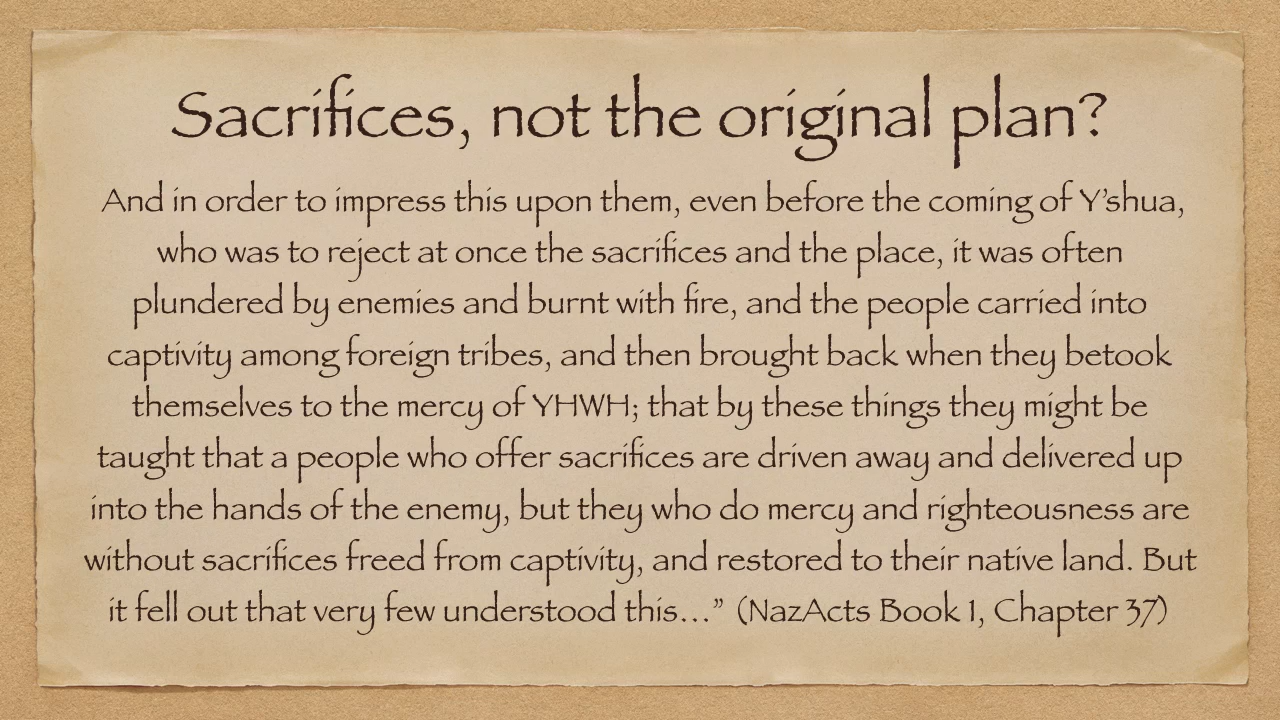 Sacrifices, not the original plan?
And in order to impress this upon them, even before the coming of Y’shua,
who was to reject at once the sacrifices and the place, it was often
plundered by enemies and burnt with fire, and the people carried into
captivity among foreign tribes, and then brought back when they betook
themselves to the mercy of YHWH; that by these things they might be
taught that a people who offer sacrifices are driven away and delivered up
into the hands of the enemy, but they who do mercy and righteousness are
without sacrifices freed from captivity, and restored to their native land. But
it fell out that very few understood this…” (NazActs Book 1, Chapter 37)